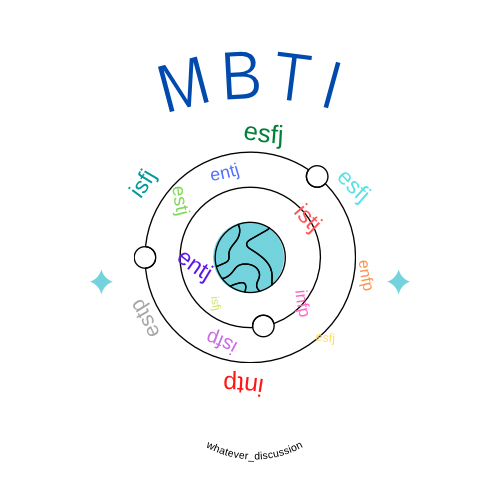 MBTI
esfj
isfj
entj
esfj
estj
istj
entj
enfp
isfj
infp
estp
isfp
esfj
intp
whatever_discussion